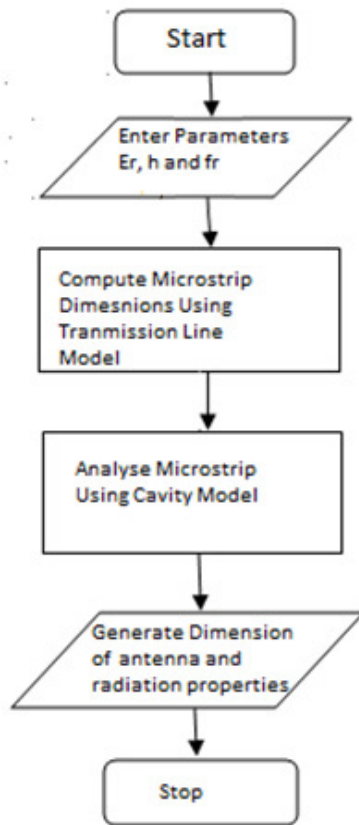 Start
Enter Parameters
Er, h and fr
Compute Microstrip
Dimesnions Using
Tranmission Line
Model
Analyse Microstrip
Using Cavity Model
Generate Dimension
of antenna and
radiation properties
Stop